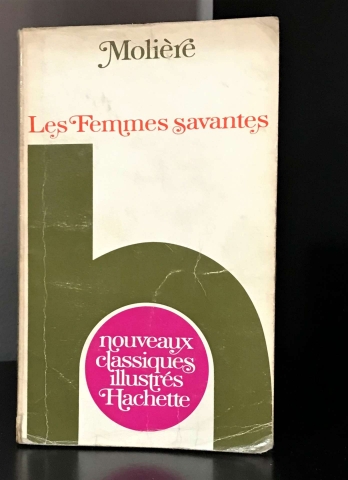 Molière
Les Femmes savantes
h
nouveaux
classiques
illustrés
Hachette